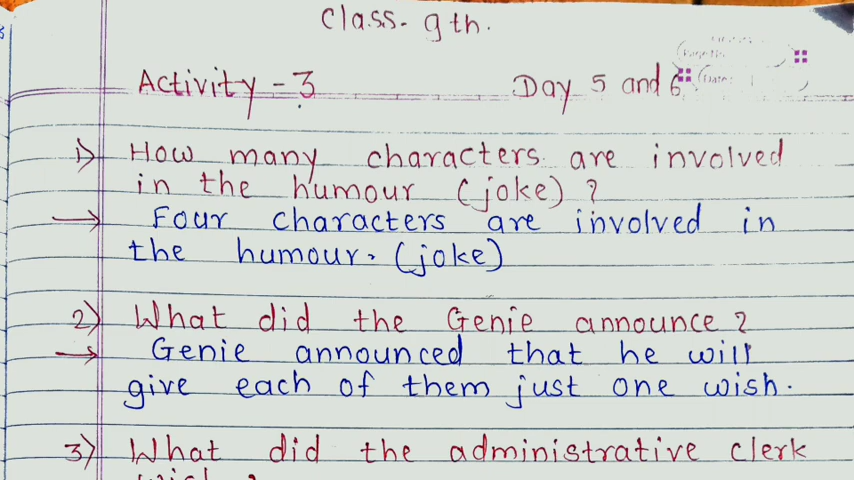 Class- 9th.
Activity - 3 Day 5 and 6
1) How many characters are involved
in the humour (joke) ?
→ Four characters are involved in
the humour. (joke)
2) What did the Genie announce ?
→ Genie announced that he will
give each of them just one wish.
3) What did the administrative clerk